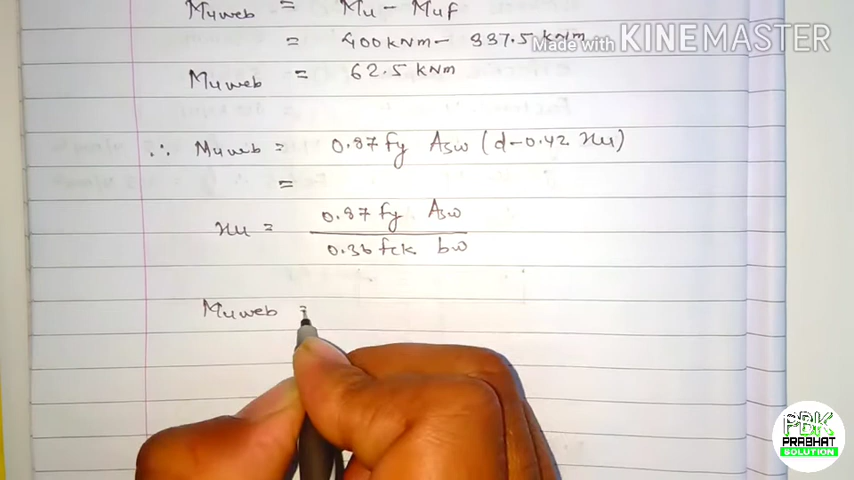 Muweb = Mu - Muf
= 400 kNm - 337.5 kNm
Made with KINEMASTER
Muweb = 62.5 kNm
∴ Muweb = 0.87 fy Asw (d-0.42 xu)
=
xu = 0.87 fy Asw / 0.36 fck bw
Muweb =
PBK
PRABHAT
SOLUTION